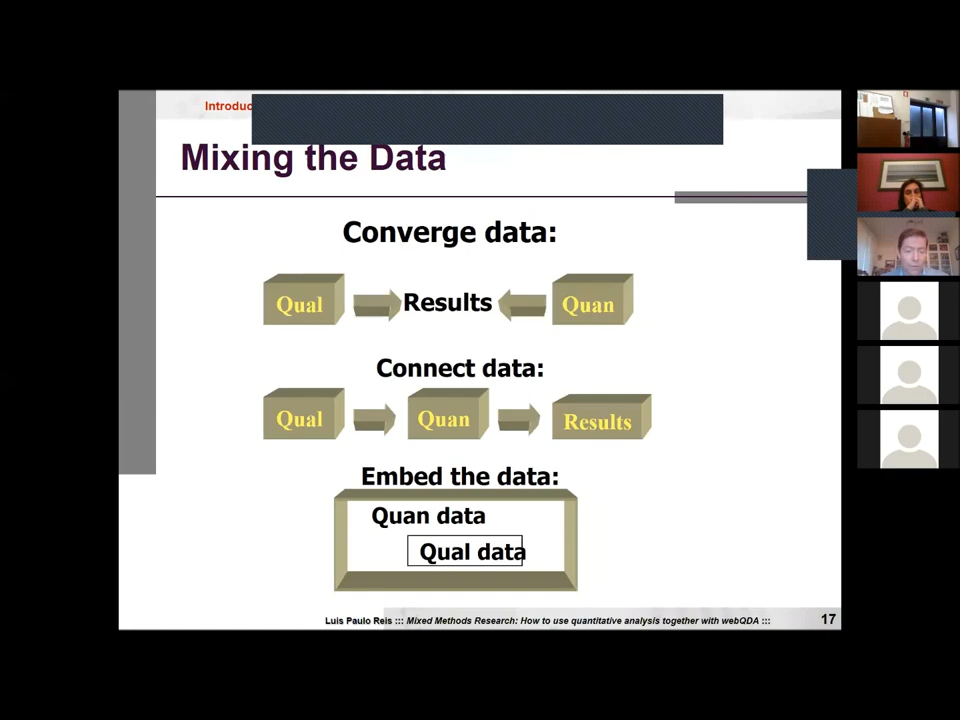 Introduc
Mixing the Data
Converge data:
Qual Results Quan
Connect data:
Qual Quan Results
Embed the data:
Quan data
Qual data
Luis Paulo Reis ::: Mixed Methods Research: How to use quantitative analysis together with webQDA ::: 17